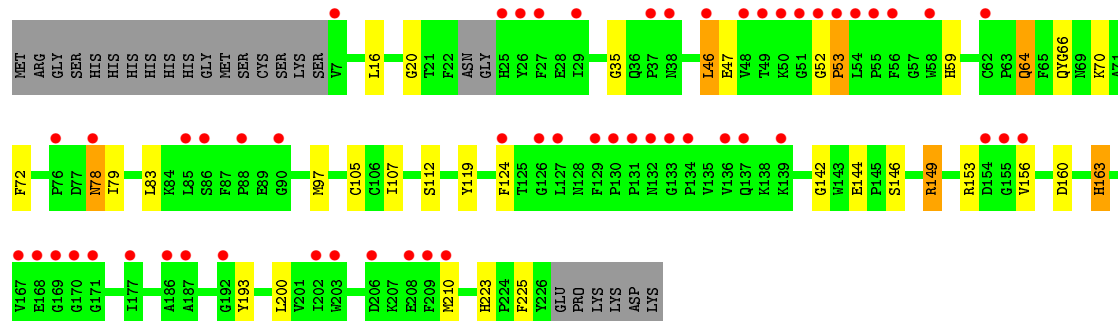 MET ARG GLY SER HIS HIS HIS HIS HIS HIS GLY MET SER CYS SER LYS SER V7 L16 G20 T21 F22 ASN GLY H25 Y26 F27 E28 I29 G35 Q36 P37 N38 L46 E47 V48 T49 K50 G51 G52 P53 L54 P55 F56 G57 W58 H59 C62 P63 Q64 F65 QYG66 N69 K70
F72 F76 D77 N78 I79 L83 K84 L85 S86 F87 P88 E89 G90 M97 C105 C106 I107 S112 Y119 F124 T125 G126 L127 N128 F129 P130 P131 N132 G133 P134 V135 V136 Q137 K138 K139 G142 W143 E144 P145 S146 R149 R153 D154 G155 V156 D160 H163
V167 E168 G169 G170 G171 I177 A186 A187 G192 Y193 L200 V201 I202 W203 D206 K207 E208 F209 M210 H223 P224 F225 Y226 GLU PRO LYS LYS ASP LYS